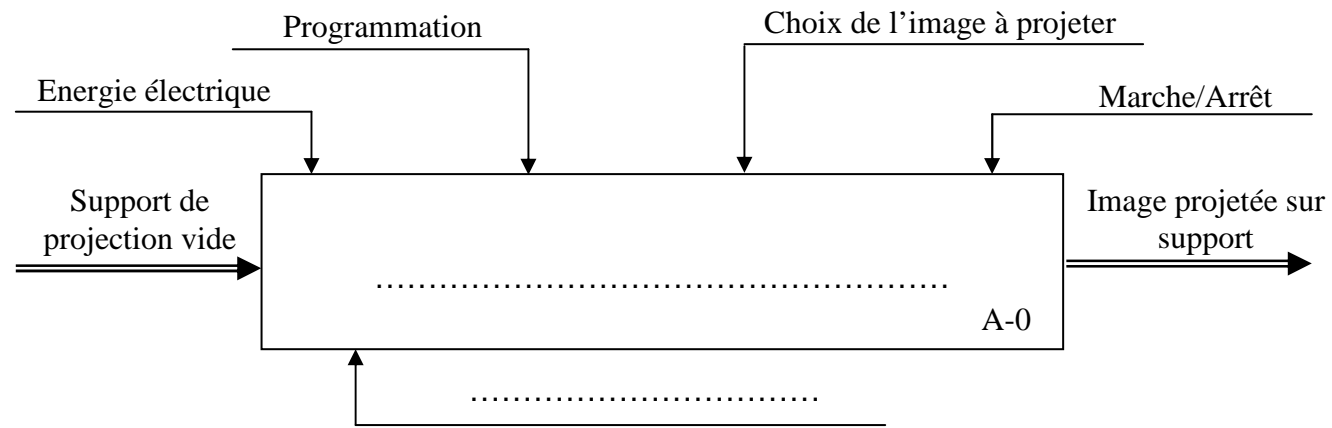 Choix de l’image à projeter
Programmation
Energie électrique
Marche/Arrêt
Support de
projection vide
Image projetée sur
support
......................................................
A-0
.................................